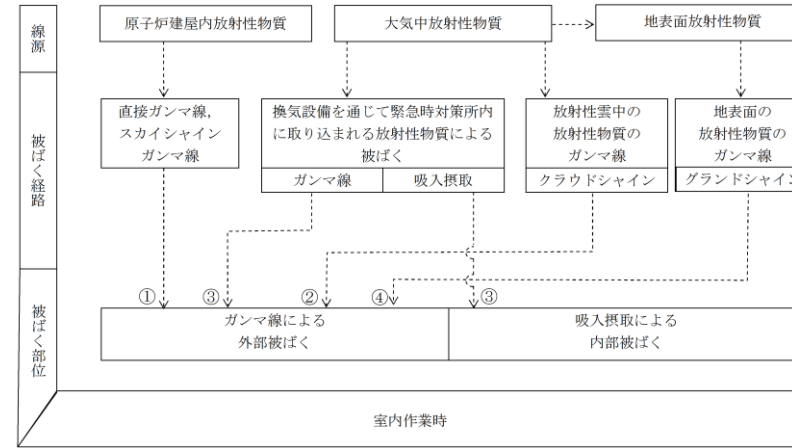 線源
原子炉建屋内放射性物質
大気中放射性物質
地表面放射性物質
被ばく経路
直接ガンマ線，
スカイシャイン
ガンマ線
換気設備を通じて緊急時対策所内
に取り込まれる放射性物質による
被ばく
ガンマ線
吸入摂取
放射性雲中の
放射性物質の
ガンマ線
クラウドシャイン
地表面の
放射性物質の
ガンマ線
グランドシャイン
①
③
②
④
③
被ばく部位
ガンマ線による
外部被ばく
吸入摂取による
内部被ばく
室内作業時